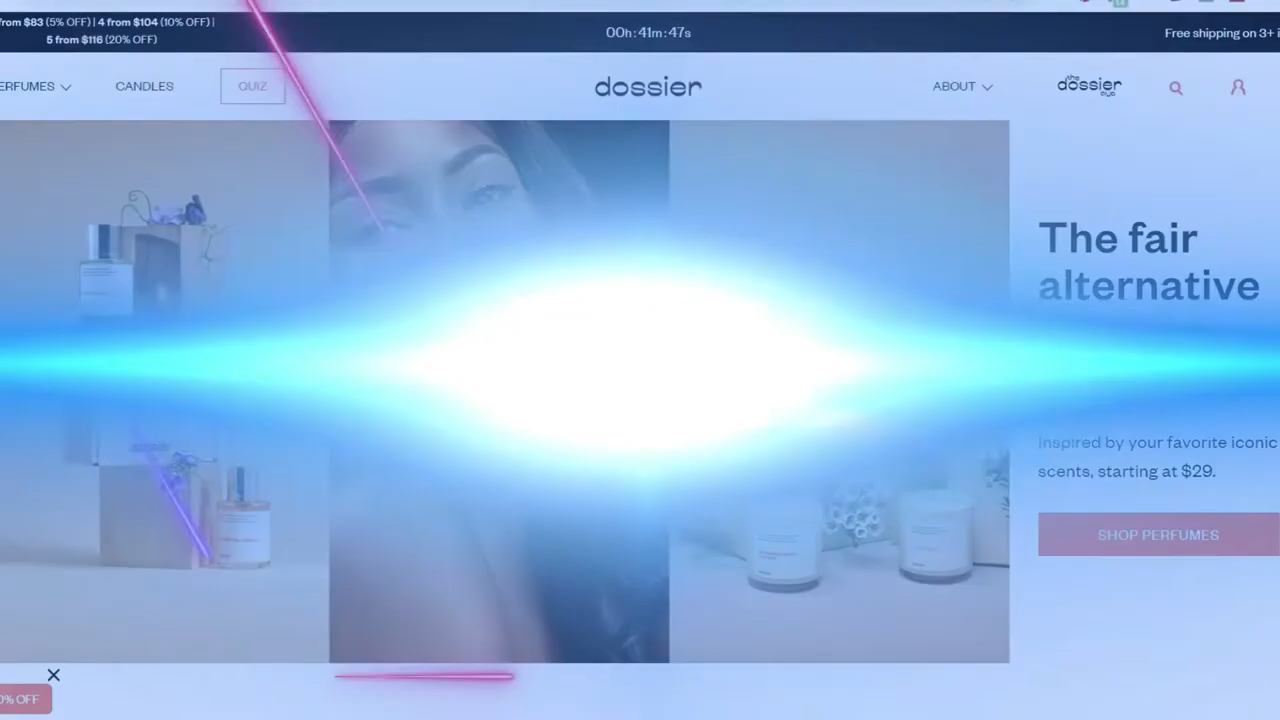 from $83 (5% OFF) | 4 from $104 (10% OFF) |
5 from $116 (20% OFF)
00h : 41m : 47s
Free shipping on 3+
CANDLES
QUIZ
dossier
ABOUT
the
dossier
The fair
alternative
Inspired by your favorite iconic
scents, starting at $29.
SHOP PERFUMES
OFF